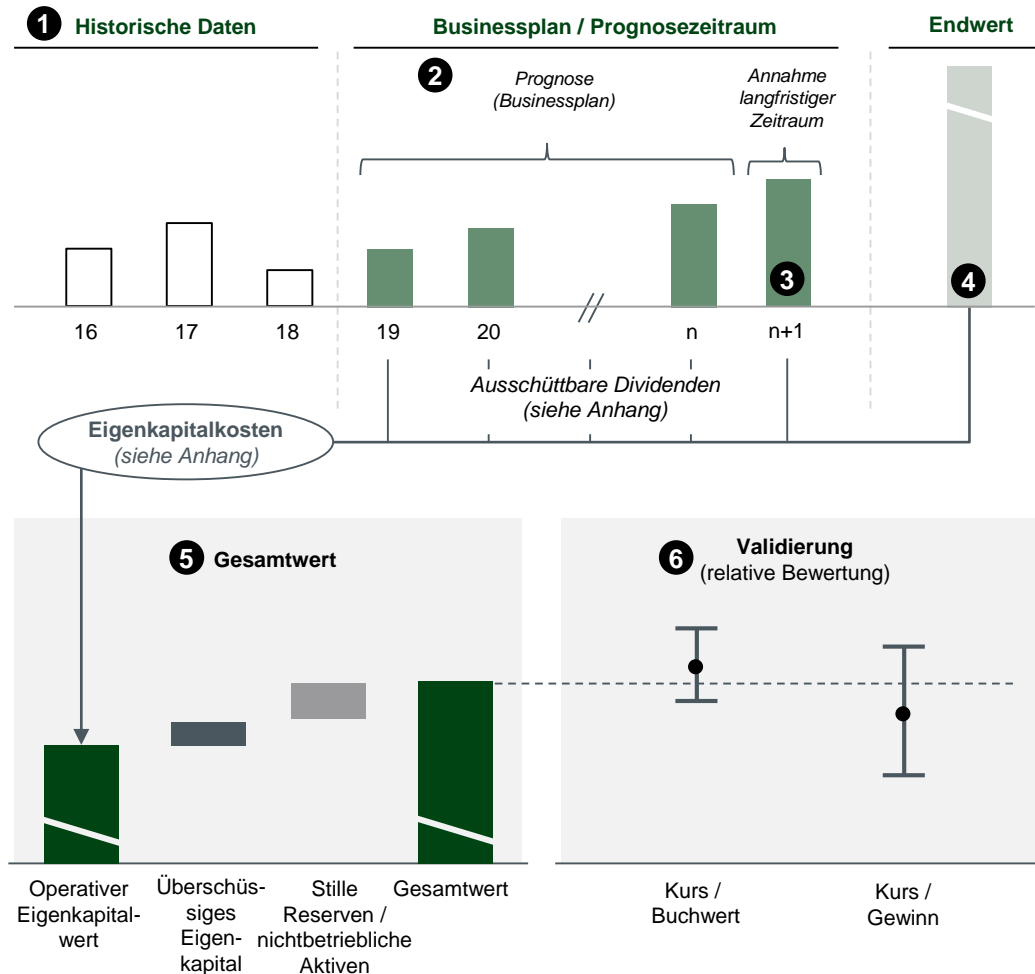 1 Historische Daten
Businessplan / Prognosezeitraum
Endwert
2
Prognose
(Businessplan)
Annahme
langfristiger
Zeitraum
3
4
16
17
18
19
20
n
n+1
Ausschüttbare Dividenden
(siehe Anhang)
Eigenkapitalkosten
(siehe Anhang)
5 Gesamtwert
6
Validierung
(relative Bewertung)
Operativer
Eigenkapital-
wert
Überschüs-
siges
Eigen-
kapital
Stille
Reserven /
nichtbetriebliche
Aktiven
Gesamtwert
Kurs /
Buchwert
Kurs /
Gewinn